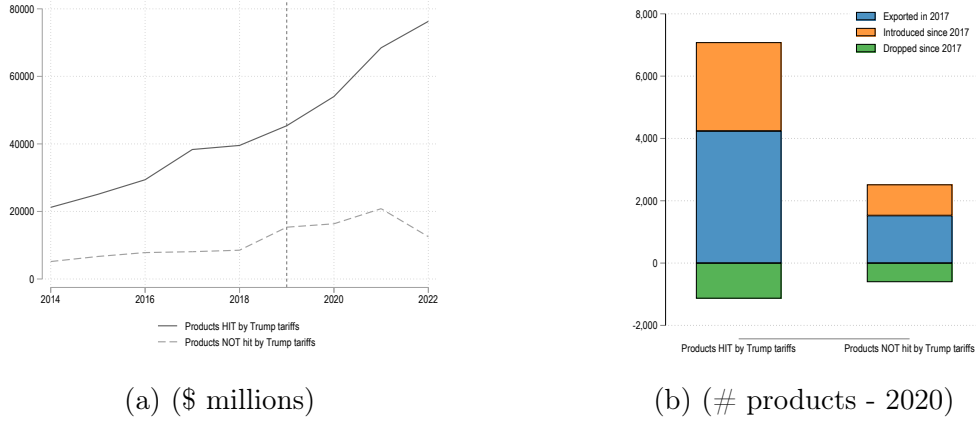 80000
60000
40000
20000
0
2014 2016 2018 2020 2022
Products HIT by Trump tariffs
Products NOT hit by Trump tariffs
(a) ($ millions)
8,000
6,000
4,000
2,000
0
-2,000
Exported in 2017
Introduced since 2017
Dropped since 2017
Products HIT by Trump tariffs Products NOT hit by Trump tariffs
(b) (# products - 2020)